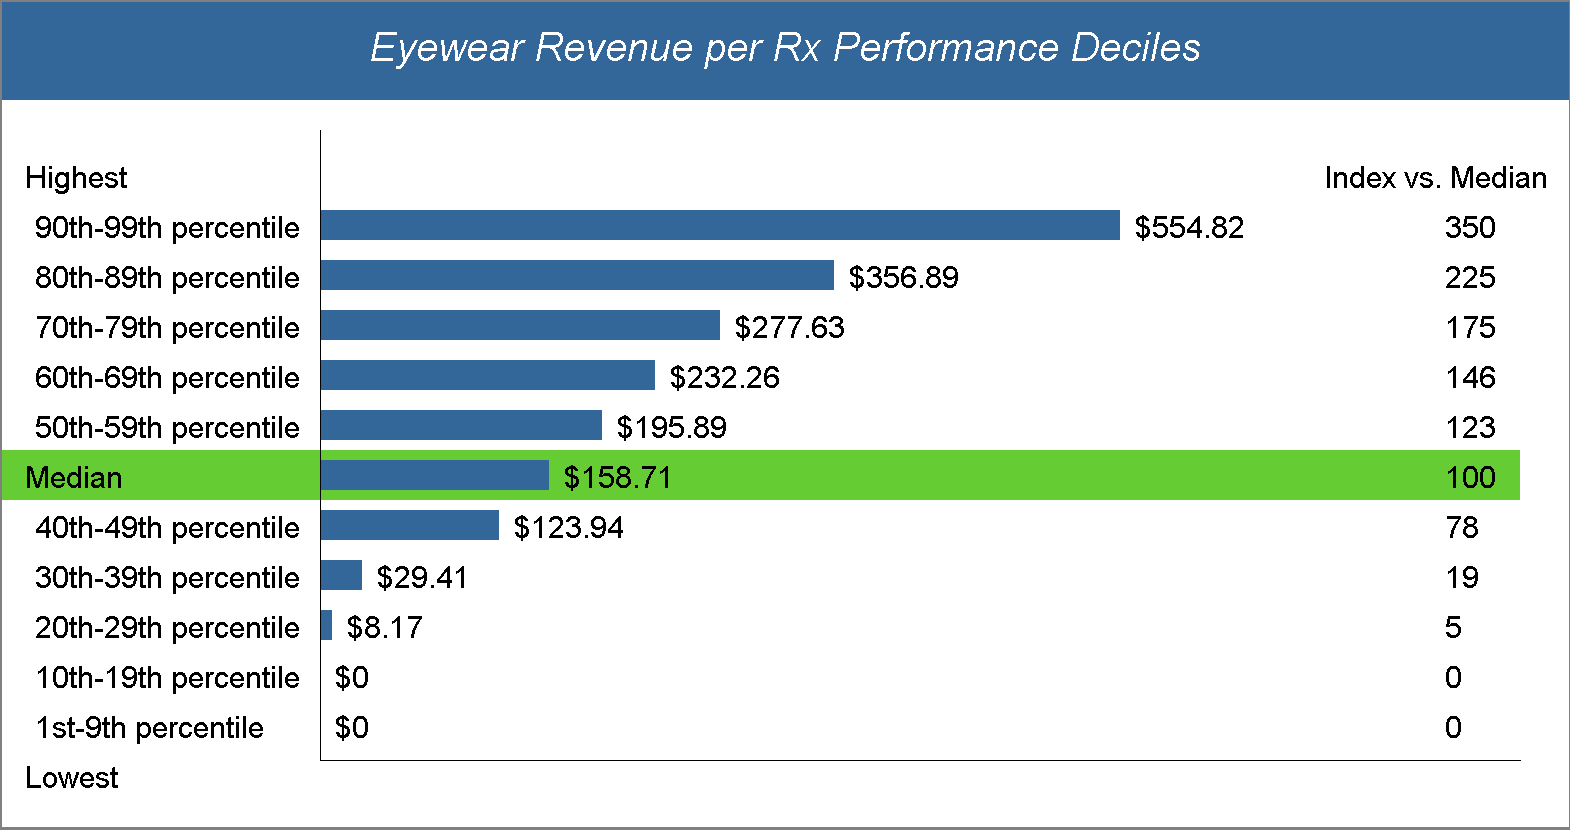 Eyewear Revenue per Rx Performance Deciles
Highest Index vs. Median
90th-99th percentile $554.82 350
80th-89th percentile $356.89 225
70th-79th percentile $277.63 175
60th-69th percentile $232.26 146
50th-59th percentile $195.89 123
Median $158.71 100
40th-49th percentile $123.94 78
30th-39th percentile $29.41 19
20th-29th percentile $8.17 5
10th-19th percentile $0 0
1st-9th percentile $0 0
Lowest